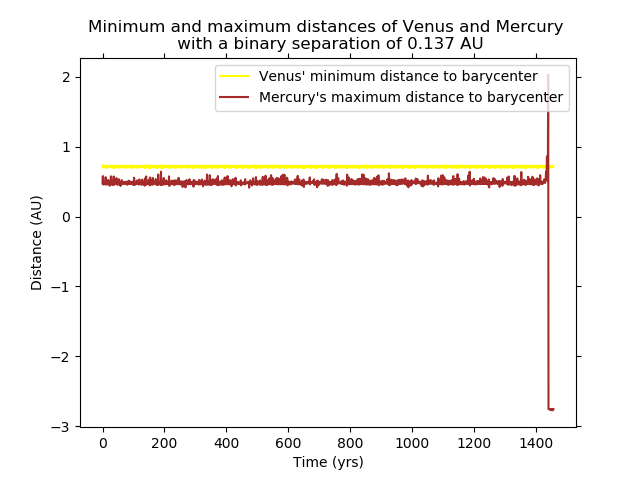 Minimum and maximum distances of Venus and Mercury
with a binary separation of 0.137 AU
Venus' minimum distance to barycenter
Mercury's maximum distance to barycenter
Distance (AU)
2
1
0
−1
−2
−3
0 200 400 600 800 1000 1200 1400
Time (yrs)